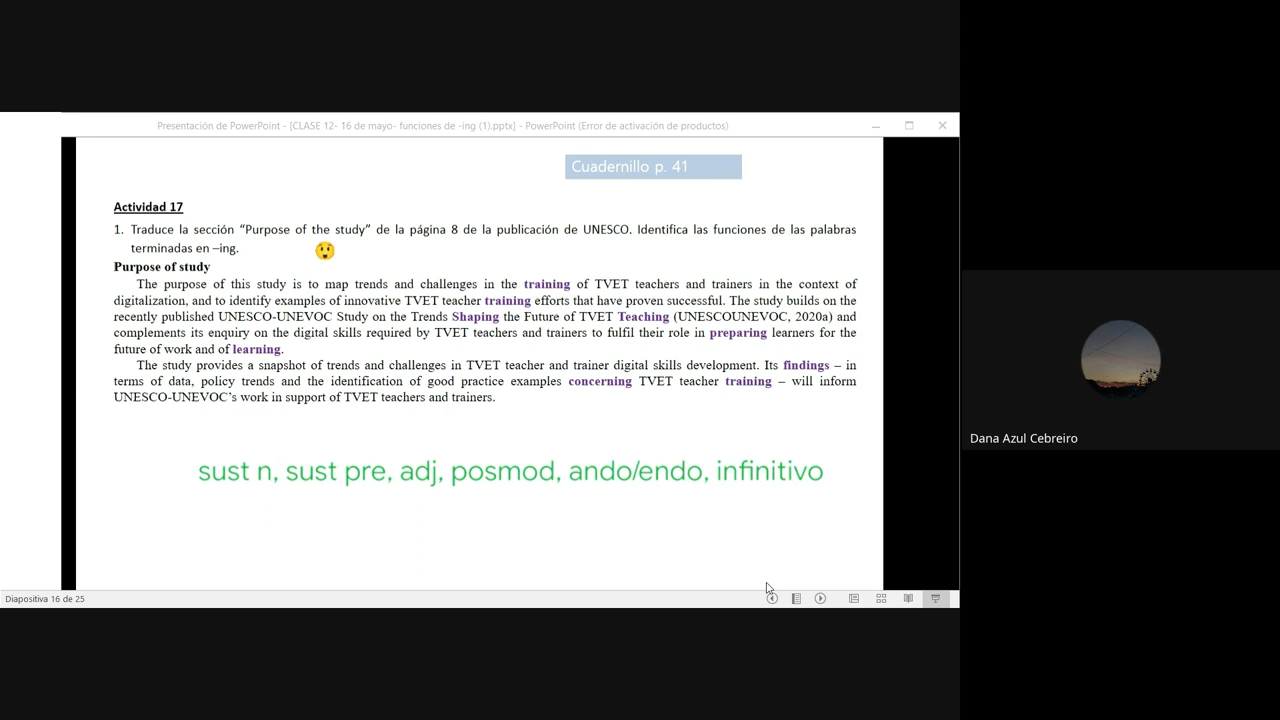 Presentación de PowerPoint - [CLASE 12- 16 de mayo- funciones de -ing (1).pptx] - PowerPoint (Error de activación de productos)
Cuadernillo p. 41
Actividad 17
1. Traduce la sección “Purpose of the study” de la página 8 de la publicación de UNESCO. Identifica las funciones de las palabras
terminadas en –ing.
Purpose of study
The purpose of this study is to map trends and challenges in the training of TVET teachers and trainers in the context of
digitalization, and to identify examples of innovative TVET teacher training efforts that have proven successful. The study builds on the
recently published UNESCO-UNEVOC Study on the Trends Shaping the Future of TVET Teaching (UNESCOUNEVOC, 2020a) and
complements its enquiry on the digital skills required by TVET teachers and trainers to fulfil their role in preparing learners for the
future of work and of learning.
The study provides a snapshot of trends and challenges in TVET teacher and trainer digital skills development. Its findings – in
terms of data, policy trends and the identification of good practice examples concerning TVET teacher training – will inform
UNESCO-UNEVOC’s work in support of TVET teachers and trainers.
Dana Azul Cebreiro
sust n, sust pre, adj, posmod, ando/endo, infinitivo
Diapositiva 16 de 25